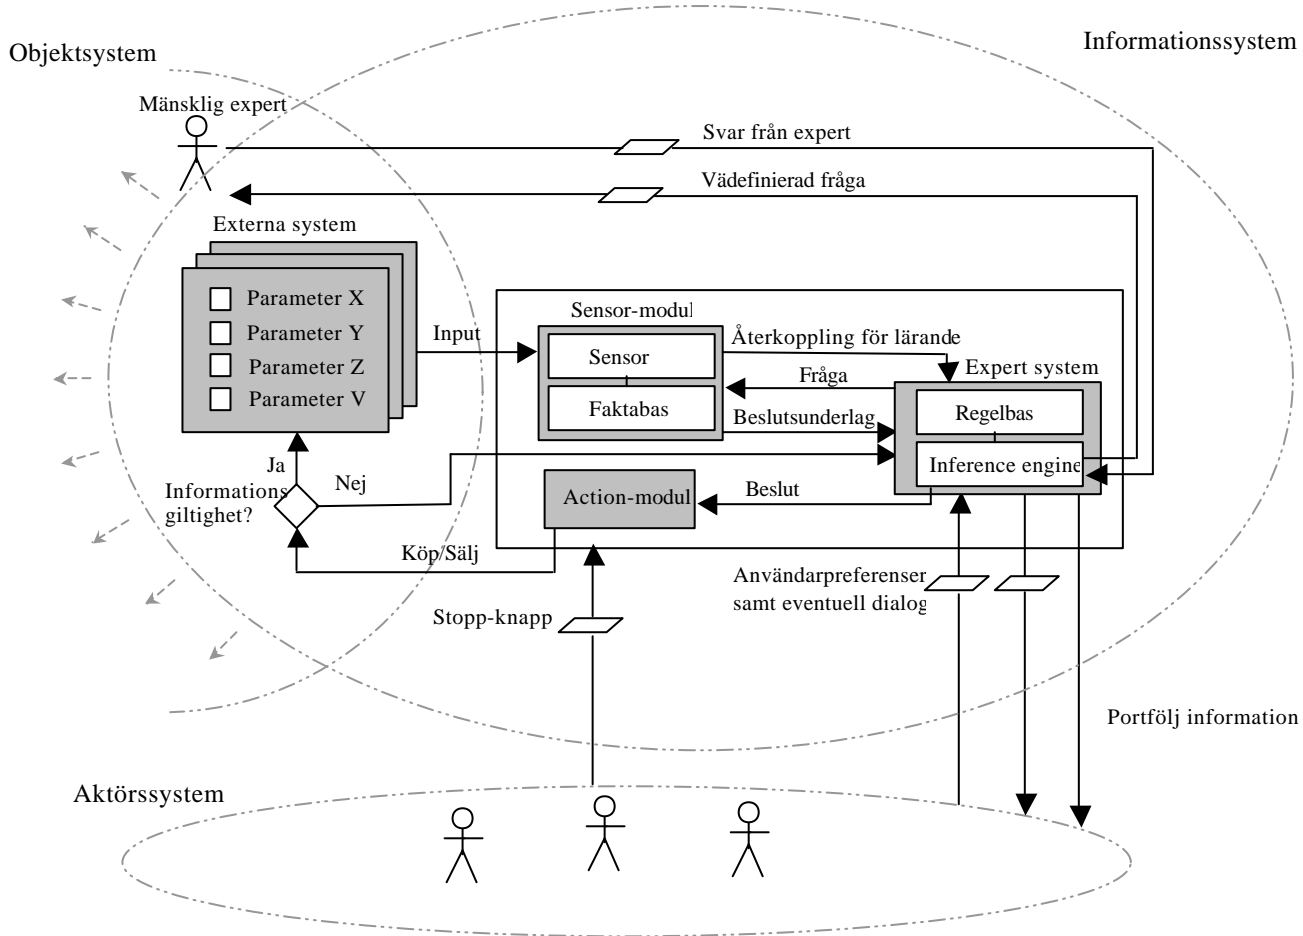 Objektsystem
Informationssystem
Mänsklig expert
Svar från expert
Vädefinierad fråga
Externa system
Parameter X
Parameter Y
Parameter Z
Parameter V
Input
Sensor-modul
Sensor
Faktabas
Återkoppling för lärande
Fråga
Beslutsunderlag
Expert system
Regelbas
Inference engine
Ja
Nej
Informations
giltighet?
Action-modul
Beslut
Köp/Sälj
Användarpreferenser
samt eventuell dialog
Stopp-knapp
Portfölj information
Aktörssystem